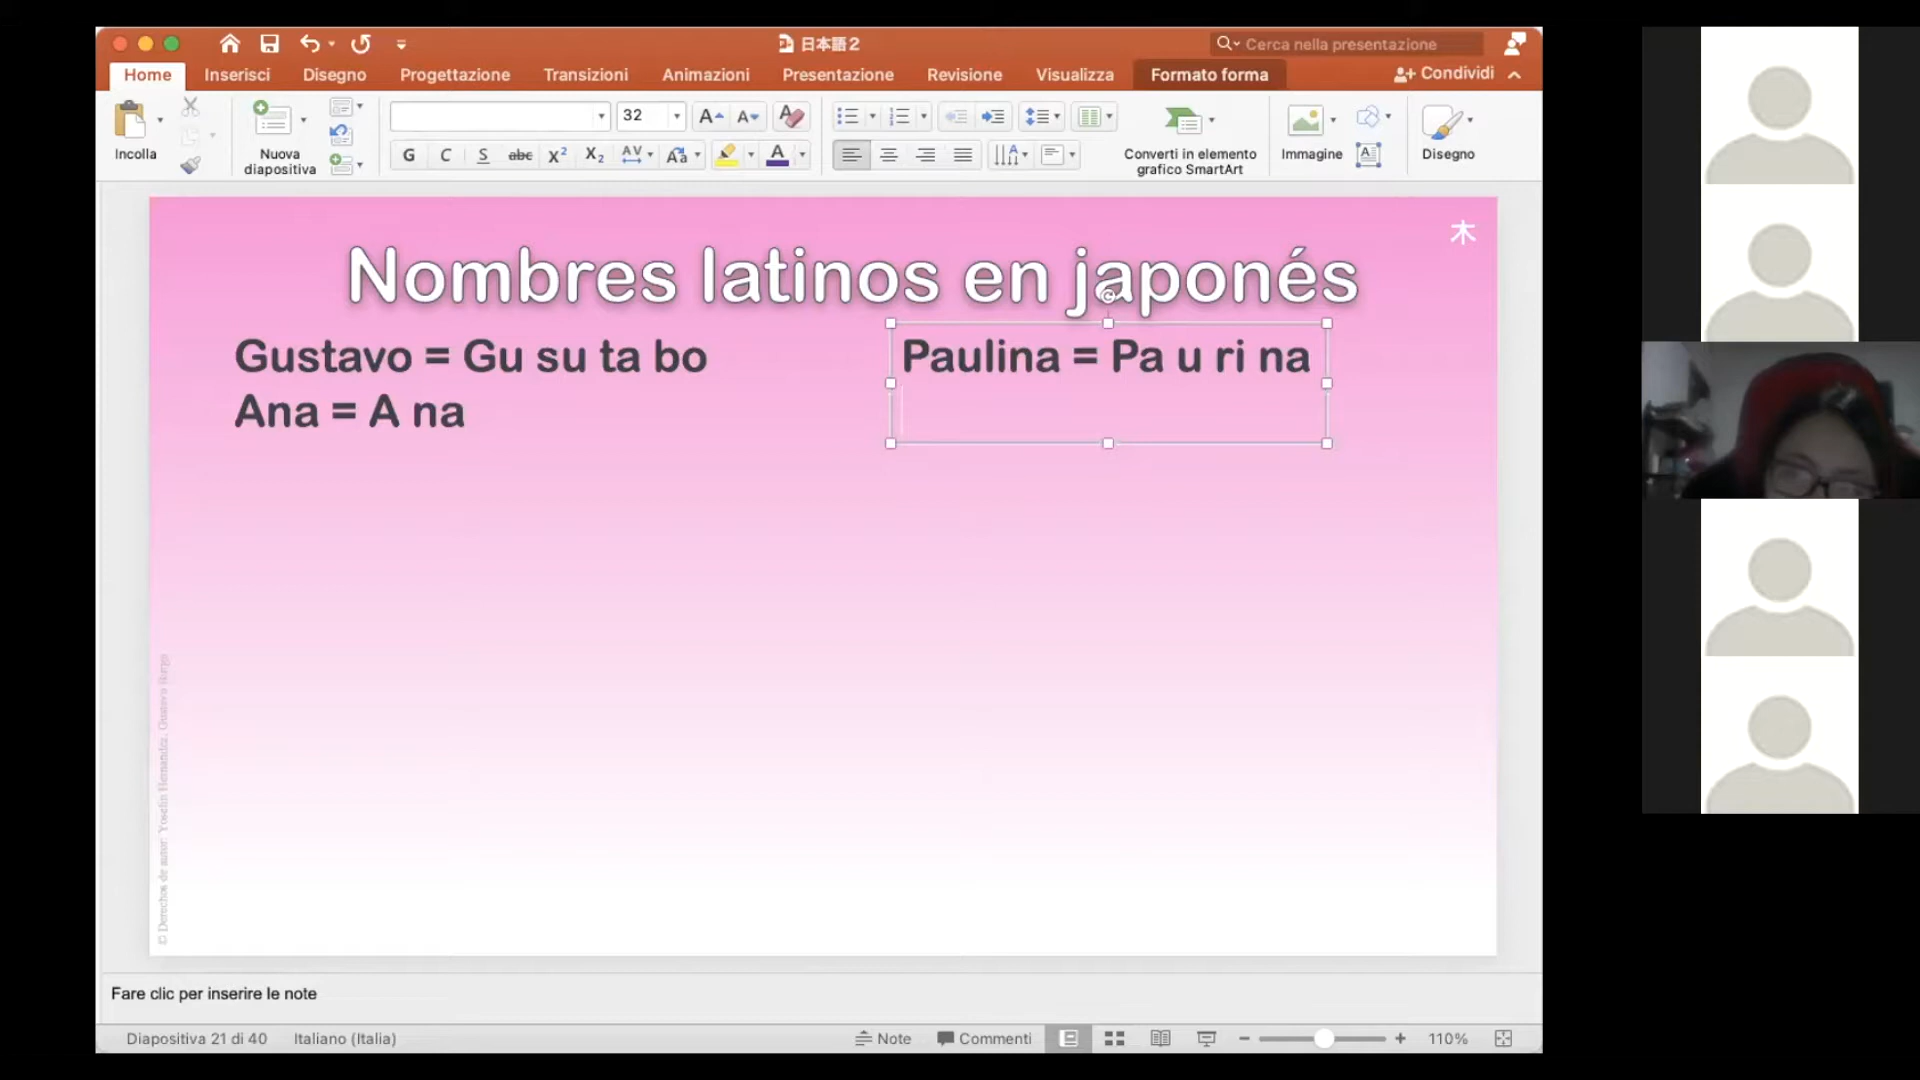 日本語2
Cerca nella presentazione
Home Inserisci Disegno Progettazione Transizioni Animazioni Presentazione Revisione Visualizza Formato forma Condividi
32
Incolla
Nuova diapositiva
G C S abc X² X₂ AV Aa A
Converti in elemento grafico SmartArt
Immagine
Disegno
木
Nombres latinos en japonés
Gustavo = Gu su ta bo
Ana = A na
Paulina = Pa u ri na
© Derechos de autor: Yoselin Hernandez, Gustavo
Fare clic per inserire le note
Diapositiva 21 di 40 Italiano (Italia) Note Commenti 110%